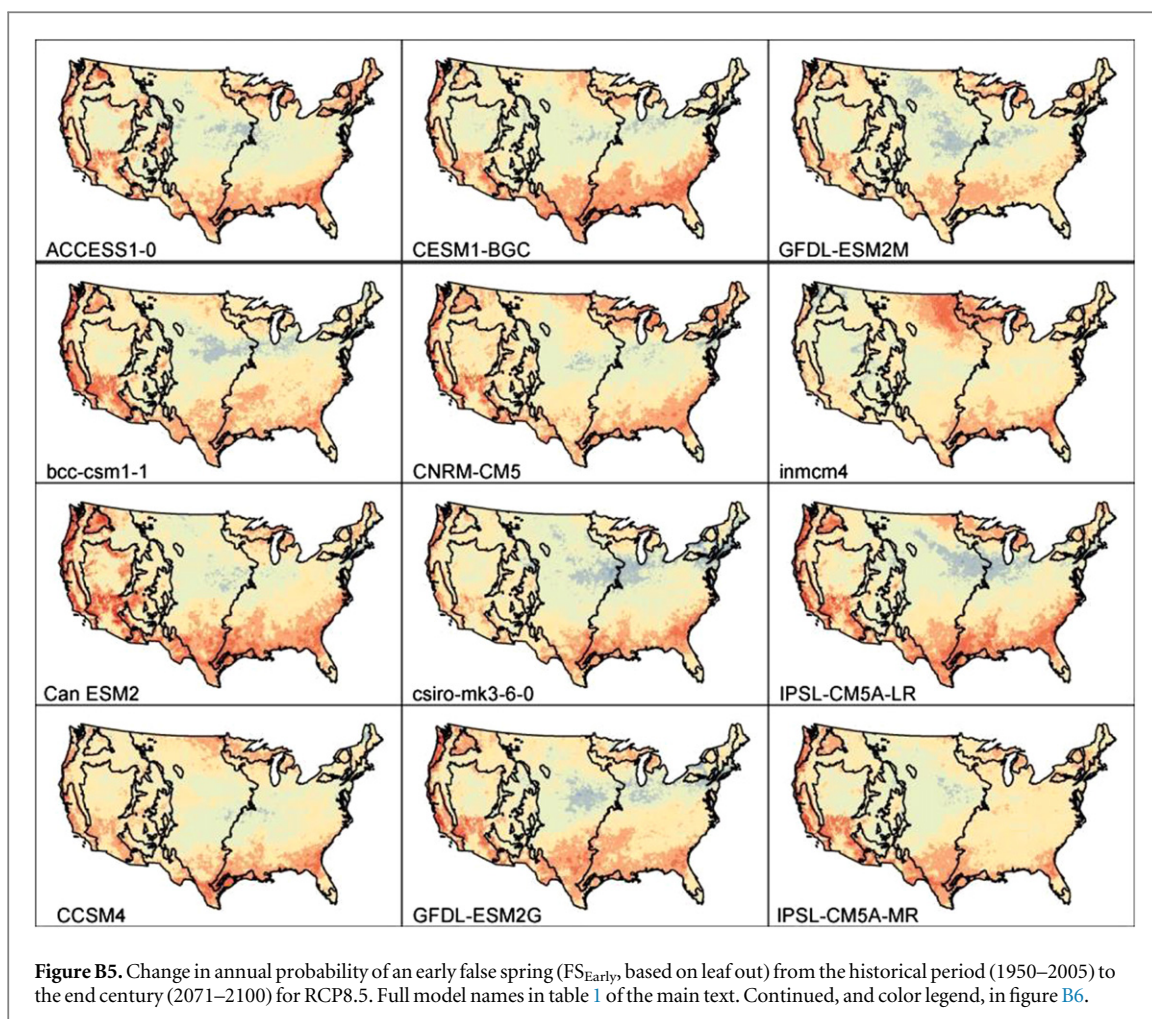 ACCESS1-0
CESM1-BGC
GFDL-ESM2M
bcc-csm1-1
CNRM-CM5
inmcm4
Can ESM2
csiro-mk3-6-0
IPSL-CM5A-LR
CCSM4
GFDL-ESM2G
IPSL-CM5A-MR
Figure B5. Change in annual probability of an early false spring (FSEarly, based on leaf out) from the historical period (1950–2005) to
the end century (2071–2100) for RCP8.5. Full model names in table 1 of the main text. Continued, and color legend, in figure B6.